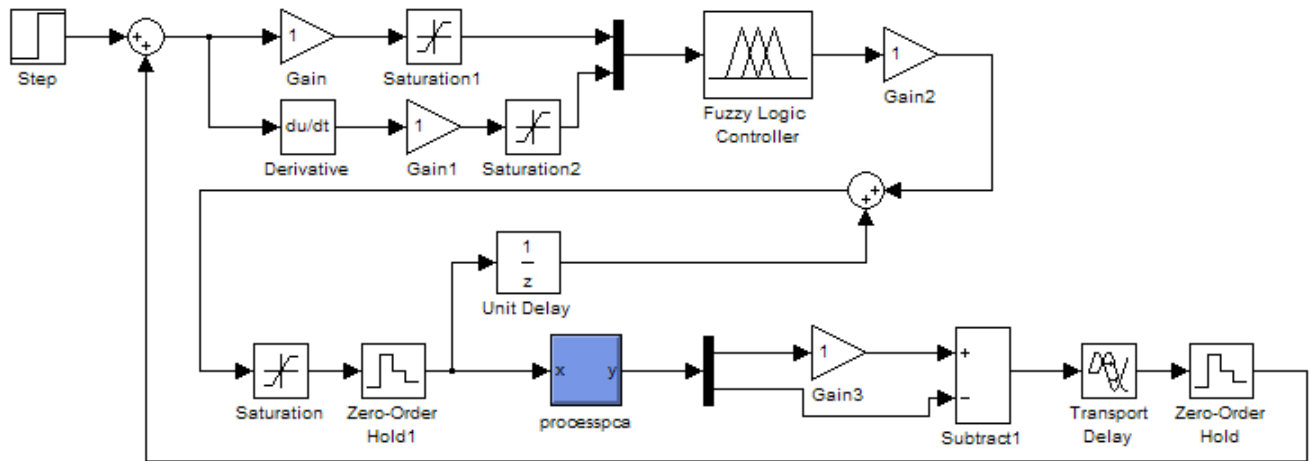 Step
+
+
1
Gain
Saturation1
du/dt
Derivative
1
Gain1
Saturation2
Fuzzy Logic
Controller
1
Gain2
+
+
1
z
Unit Delay
Saturation
Zero-Order
Hold1
x
y
processpca
1
Gain3
+
−
Subtract1
Transport
Delay
Zero-Order
Hold